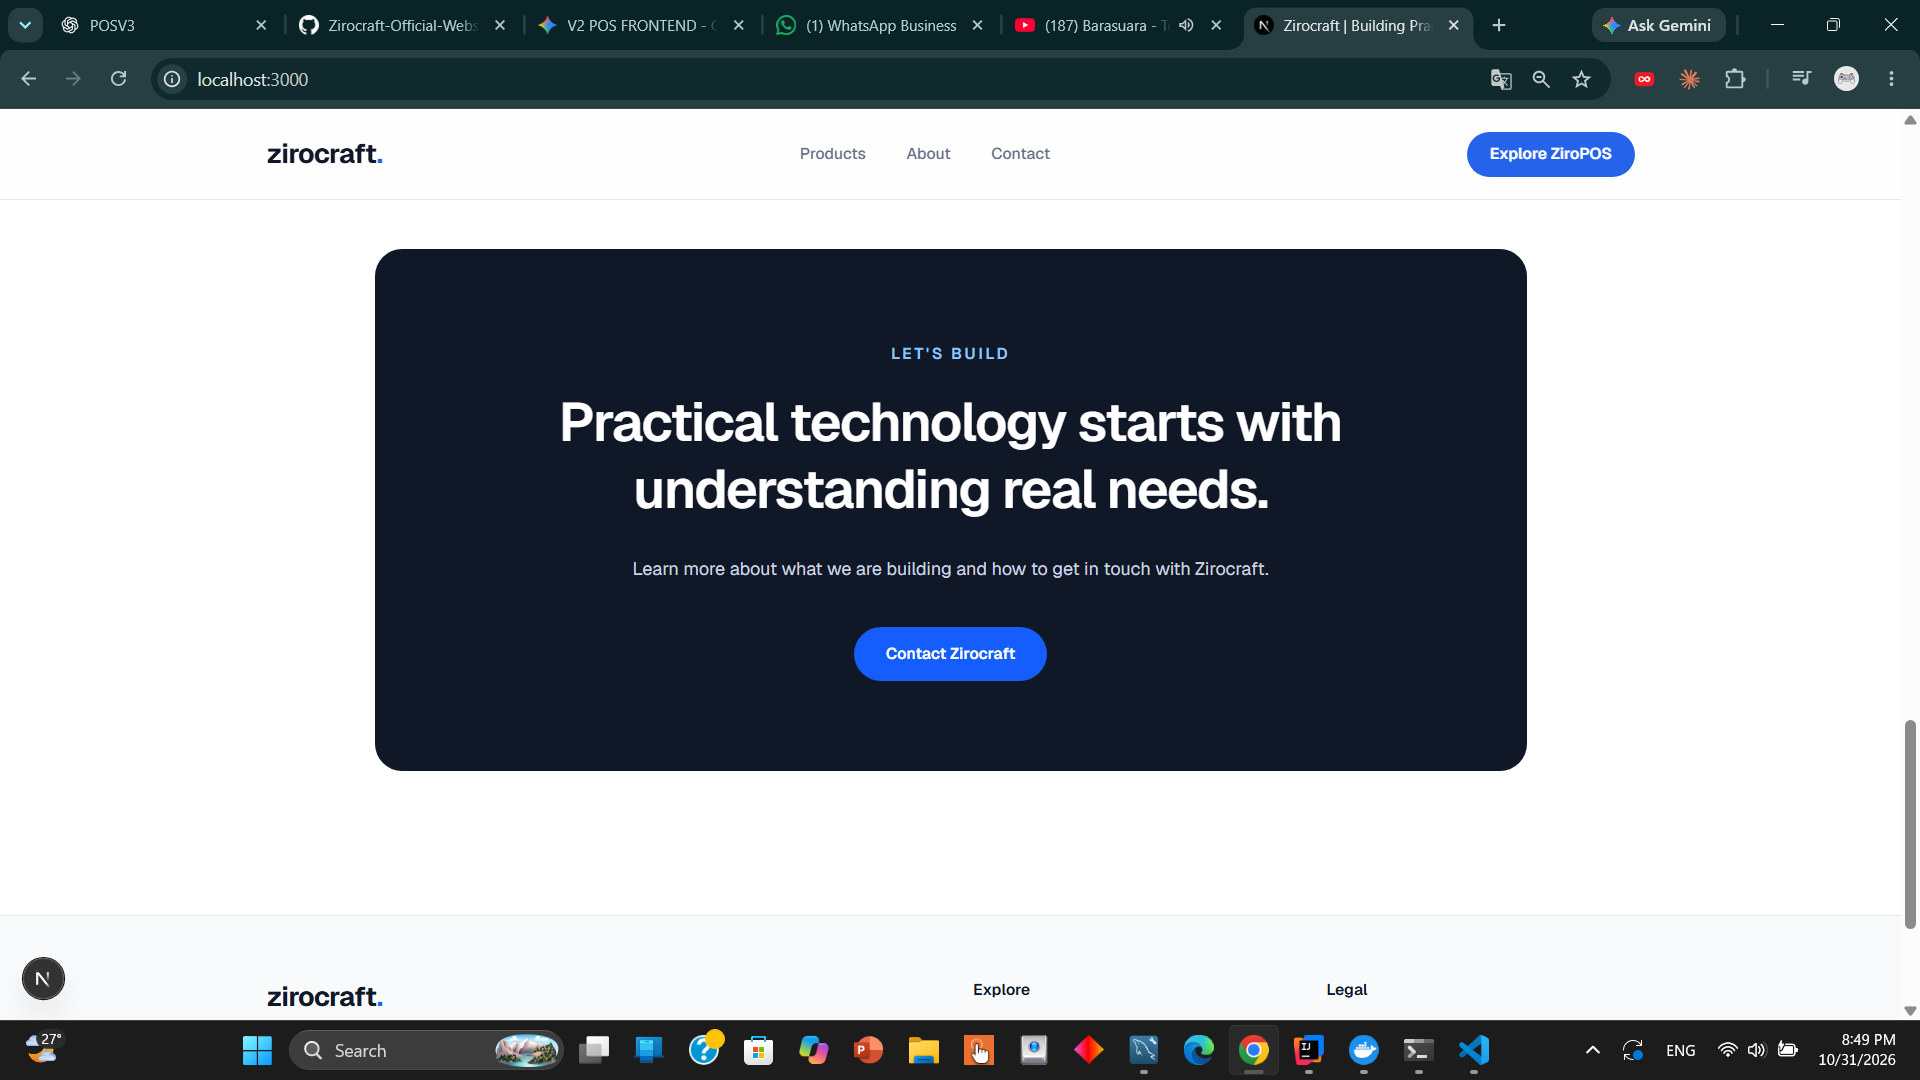 POSV3
Zirocraft-Official-Webs
V2 POS FRONTEND -
(1) WhatsApp Business
(187) Barasuara -
Zirocraft | Building Pra
Ask Gemini
localhost:3000
zirocraft.
Products
About
Contact
Explore ZiroPOS
LET'S BUILD
Practical technology starts with
understanding real needs.
Learn more about what we are building and how to get in touch with Zirocraft.
Contact Zirocraft
N
zirocraft.
Explore
Legal
27°
Search
ENG
8:49 PM
10/31/2026